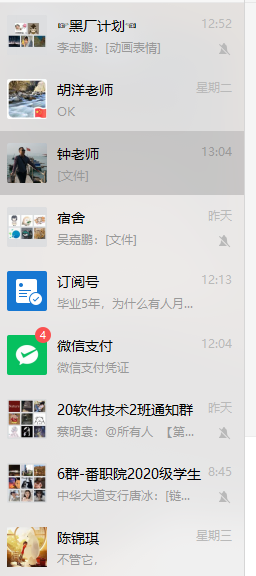 黑厂计划
12:52
李志鹏：[动画表情]
胡洋老师
星期二
OK
钟老师
13:04
[文件]
宿舍
昨天
吴嘉鹏：[文件]
订阅号
12:13
毕业5年，为什么有人月...
4
微信支付
12:04
微信支付凭证
20软件技术2班通知群
昨天
蔡明袁：@所有人 【第...
6群-番职院2020级学生
8:45
中华大道支行唐冰：[链...
陈锦琪
星期三
不管它，